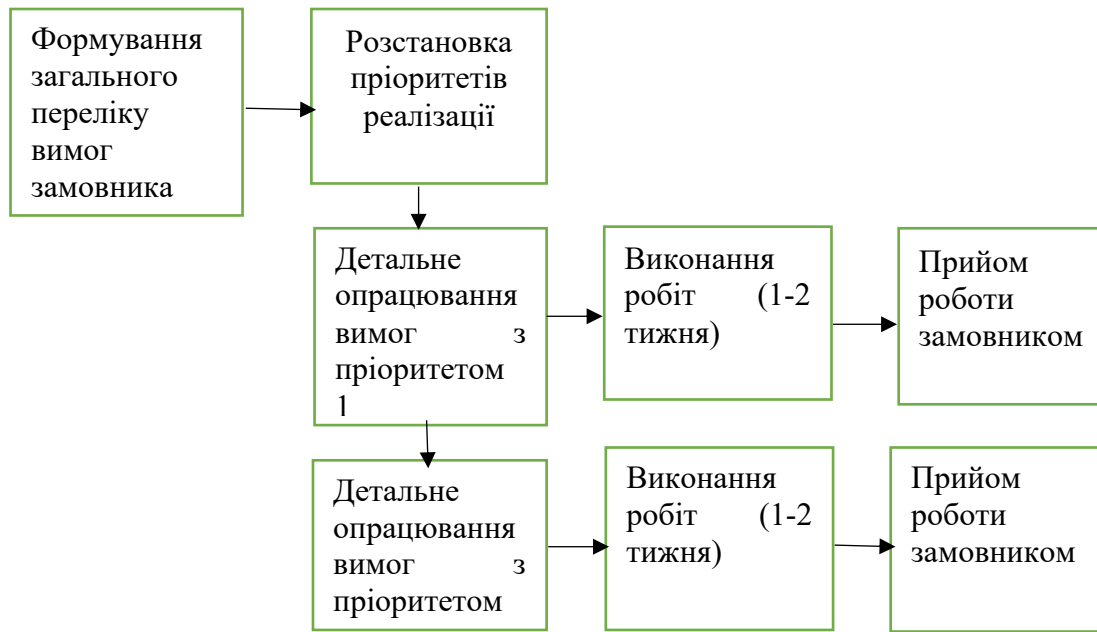 Формування
загального
переліку
вимог
замовника
Розстановка
пріоритетів
реалізації
Детальне
опрацювання
вимог з
пріоритетом
1
Виконання
робіт (1-2
тижня)
Прийом
роботи
замовником
Детальне
опрацювання
вимог з
пріоритетом
Виконання
робіт (1-2
тижня)
Прийом
роботи
замовником